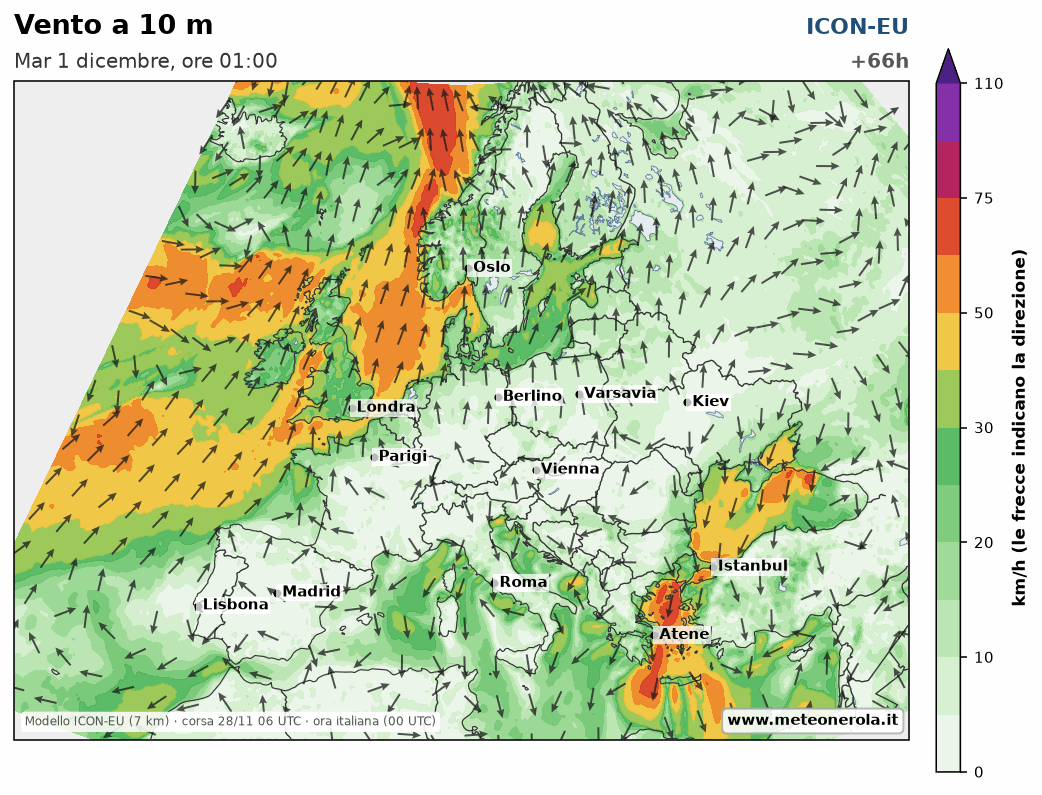 Vento a 10 m
ICON-EU
Mar 1 dicembre, ore 01:00
+66h
110
75
50
30
20
10
0
km/h (le frecce indicano la direzione)
Oslo
Londra
Berlino
Varsavia
Kiev
Parigi
Vienna
Istanbul
Roma
Madrid
Lisbona
Atene
Modello ICON-EU (7 km) · corsa 28/11 06 UTC · ora italiana (00 UTC)
www.meteonerola.it